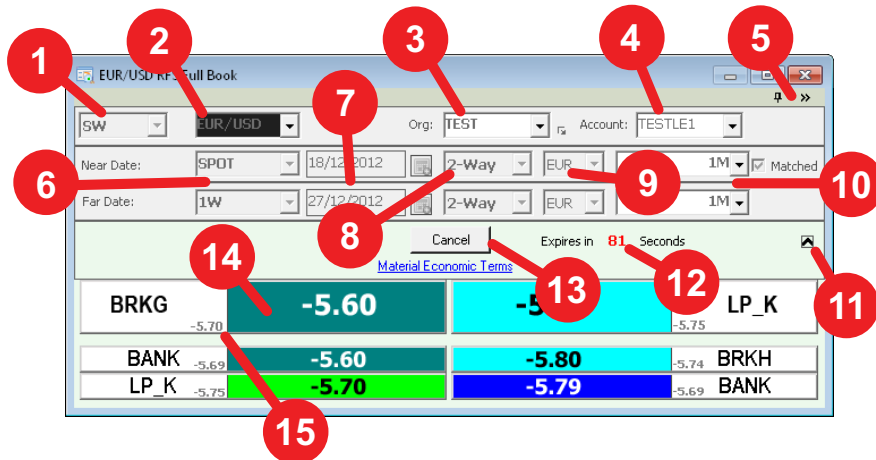 1 2 3 4 5
EUR/USD RFS Full Book
SW EUR/USD Org: TEST Account: TESTLE1
7
Near Date: SPOT 18/12/2012 2-Way EUR 1M Matched
6 9 10
Far Date: 1W 27/12/2012 2-Way EUR 1M
8
Cancel Expires in 81 Seconds
14 13 12 11
Material Economic Terms
BRKG -5.70 -5.60 -5.75 LP_K
BANK -5.69 -5.60 -5.80 -5.74 BRKH
LP_K -5.75 -5.70 -5.79 -5.69 BANK
15